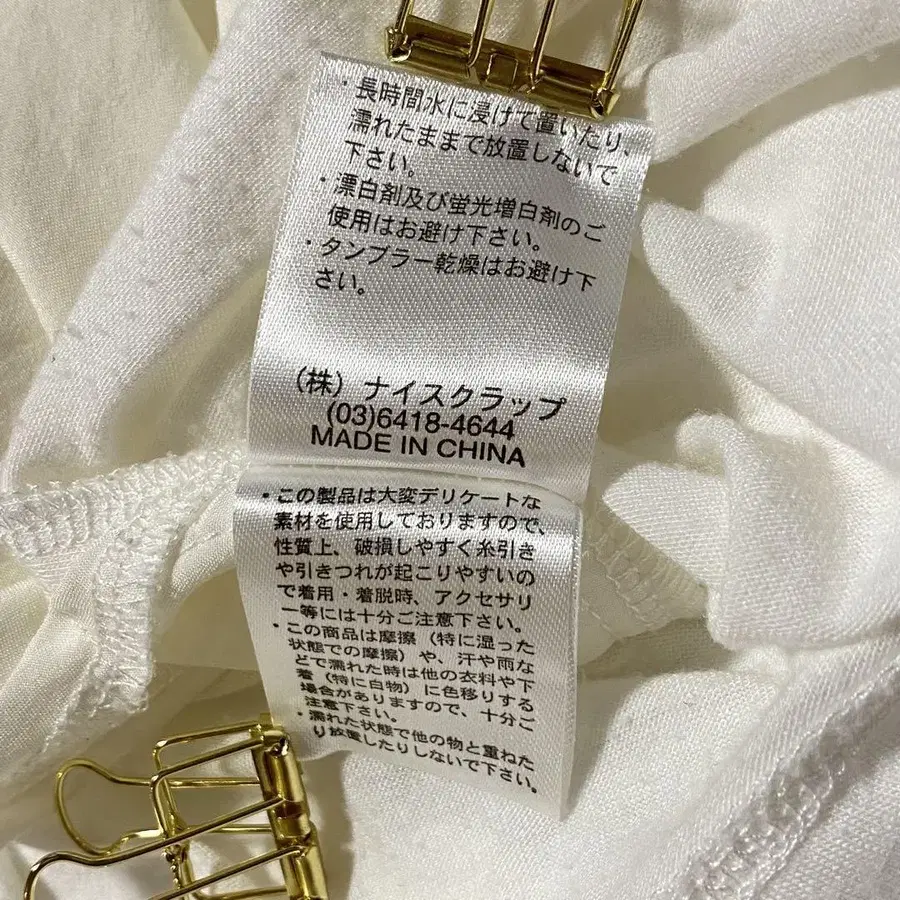 ・長時間水に浸けて置いたり、
濡れたままで放置しないで
下さい。
・漂白剤及び蛍光増白剤のご
使用はお避け下さい。
・タンブラー乾燥はお避け下
さい。
(株) ナイスクラップ
(03)6418-4644
MADE IN CHINA
・この製品は大変デリケートな
素材を使用しておりますので、
性質上、破損しやすく糸引き
や引きつれが起こりやすいの
で着用・着脱時、アクセサリ
ー等には十分ご注意下さい。
・この商品は摩擦（特に湿った
状態での摩擦）や、汗や雨な
どで濡れた時は他の衣料や下
着（特に白物）に色移りする
場合がありますので、十分ご
注意下さい。
・濡れた状態で他の物と重ねた
り放置したりしないで下さい。